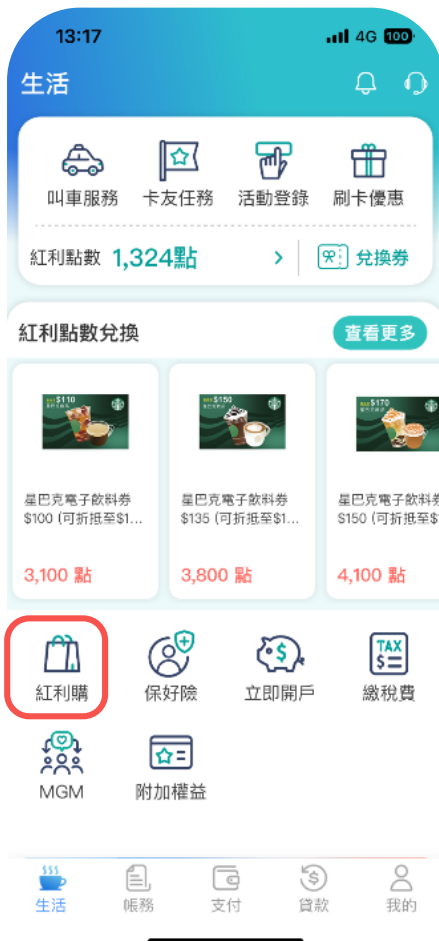 13:17
4G 100
生活
叫車服務 卡友任務 活動登錄 刷卡優惠
紅利點數 1,324點 > 兌換券
紅利點數兌換 查看更多
$110 $150 $170
星巴克電子飲料券 星巴克電子飲料券 星巴克電子飲料券
$100 (可折抵至$1... $135 (可折抵至$1... $150 (可折抵至$
3,100 點 3,800 點 4,100 點
紅利購 保好險 立即開戶 繳稅費
TAX
MGM 附加權益
生活 帳務 支付 貸款 我的